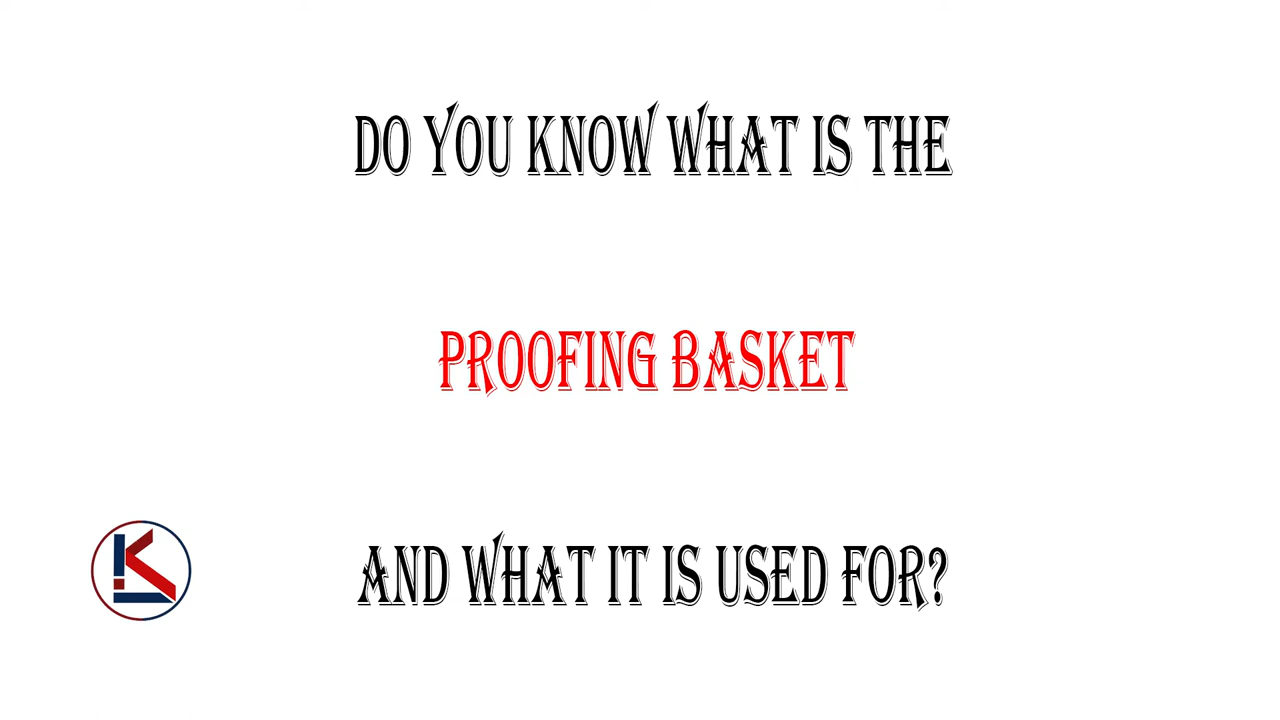 DO YOU KNOW WHAT IS THE
PROOFING BASKET
AND WHAT IT IS USED FOR?